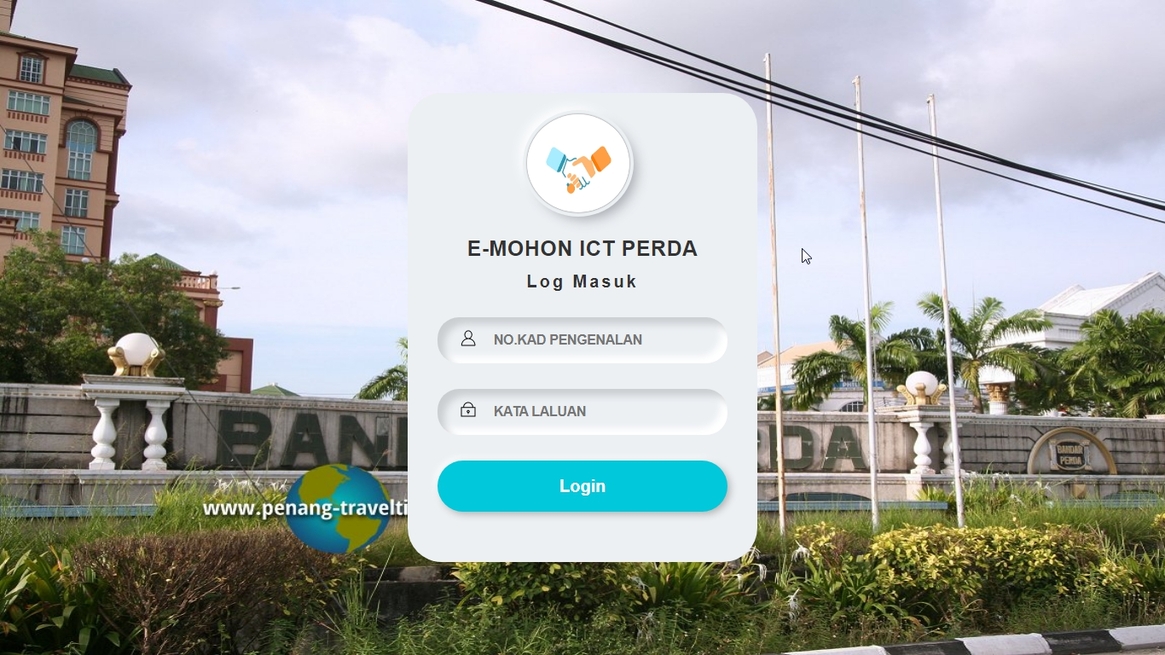 E-MOHON ICT PERDA
Log Masuk
NO.KAD PENGENALAN
KATA LALUAN
Login
BAN
RDA
BANDAR
PERDA
www.penang-travelti